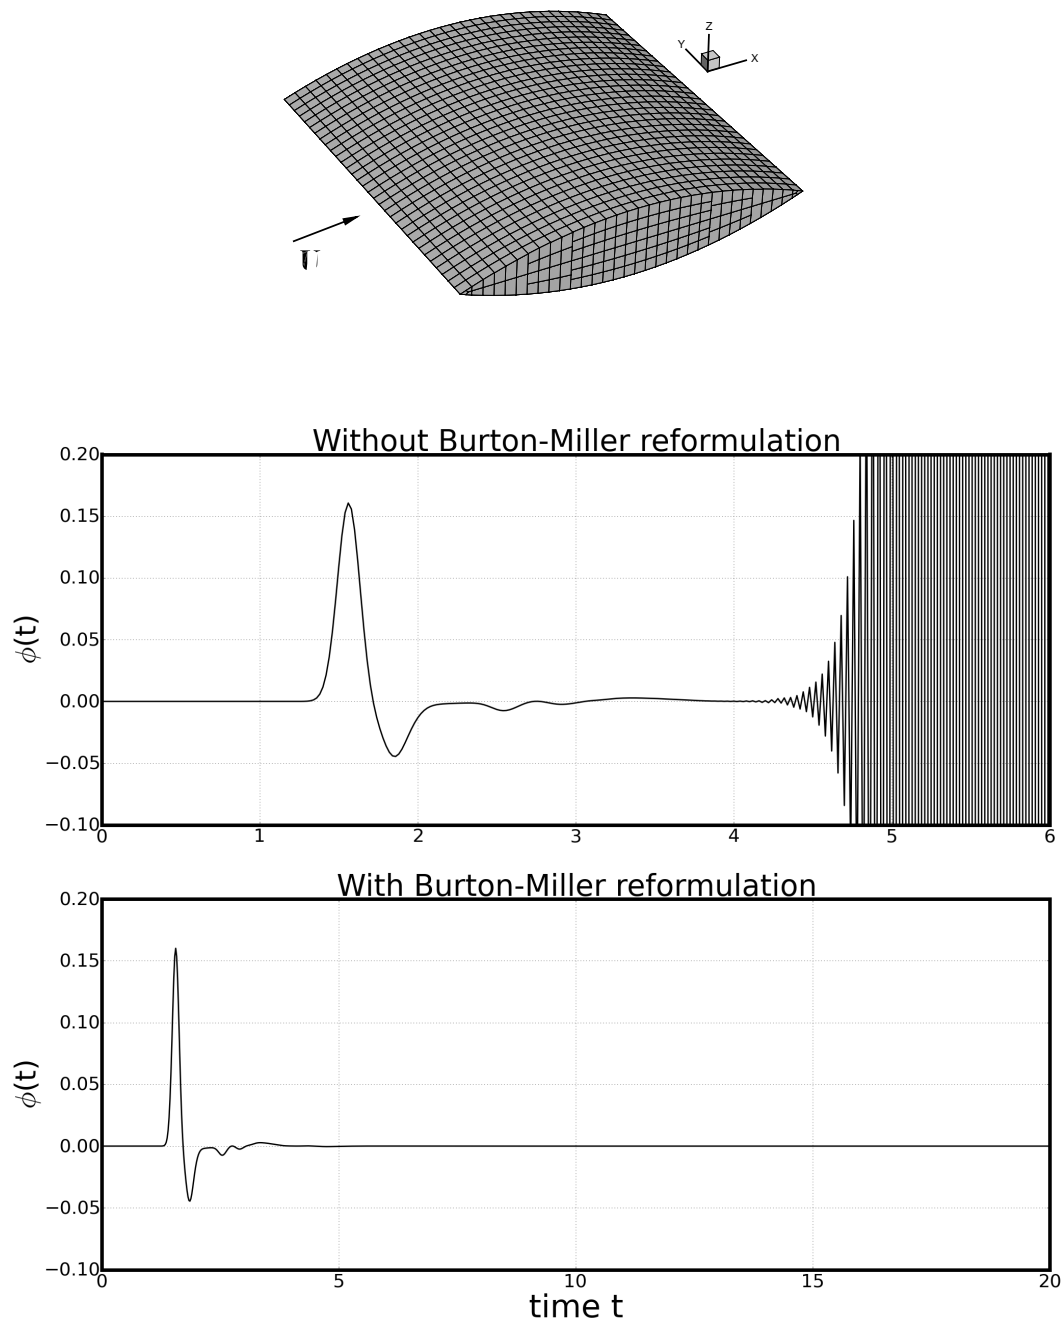 Z
Y
X
U
Without Burton-Miller reformulation
0.20
0.15
0.10
0.05
0.00
−0.05
−0.10
ϕ(t)
0 1 2 3 4 5 6
With Burton-Miller reformulation
0.20
0.15
0.10
0.05
0.00
−0.05
−0.10
ϕ(t)
0 5 10 15 20
time t